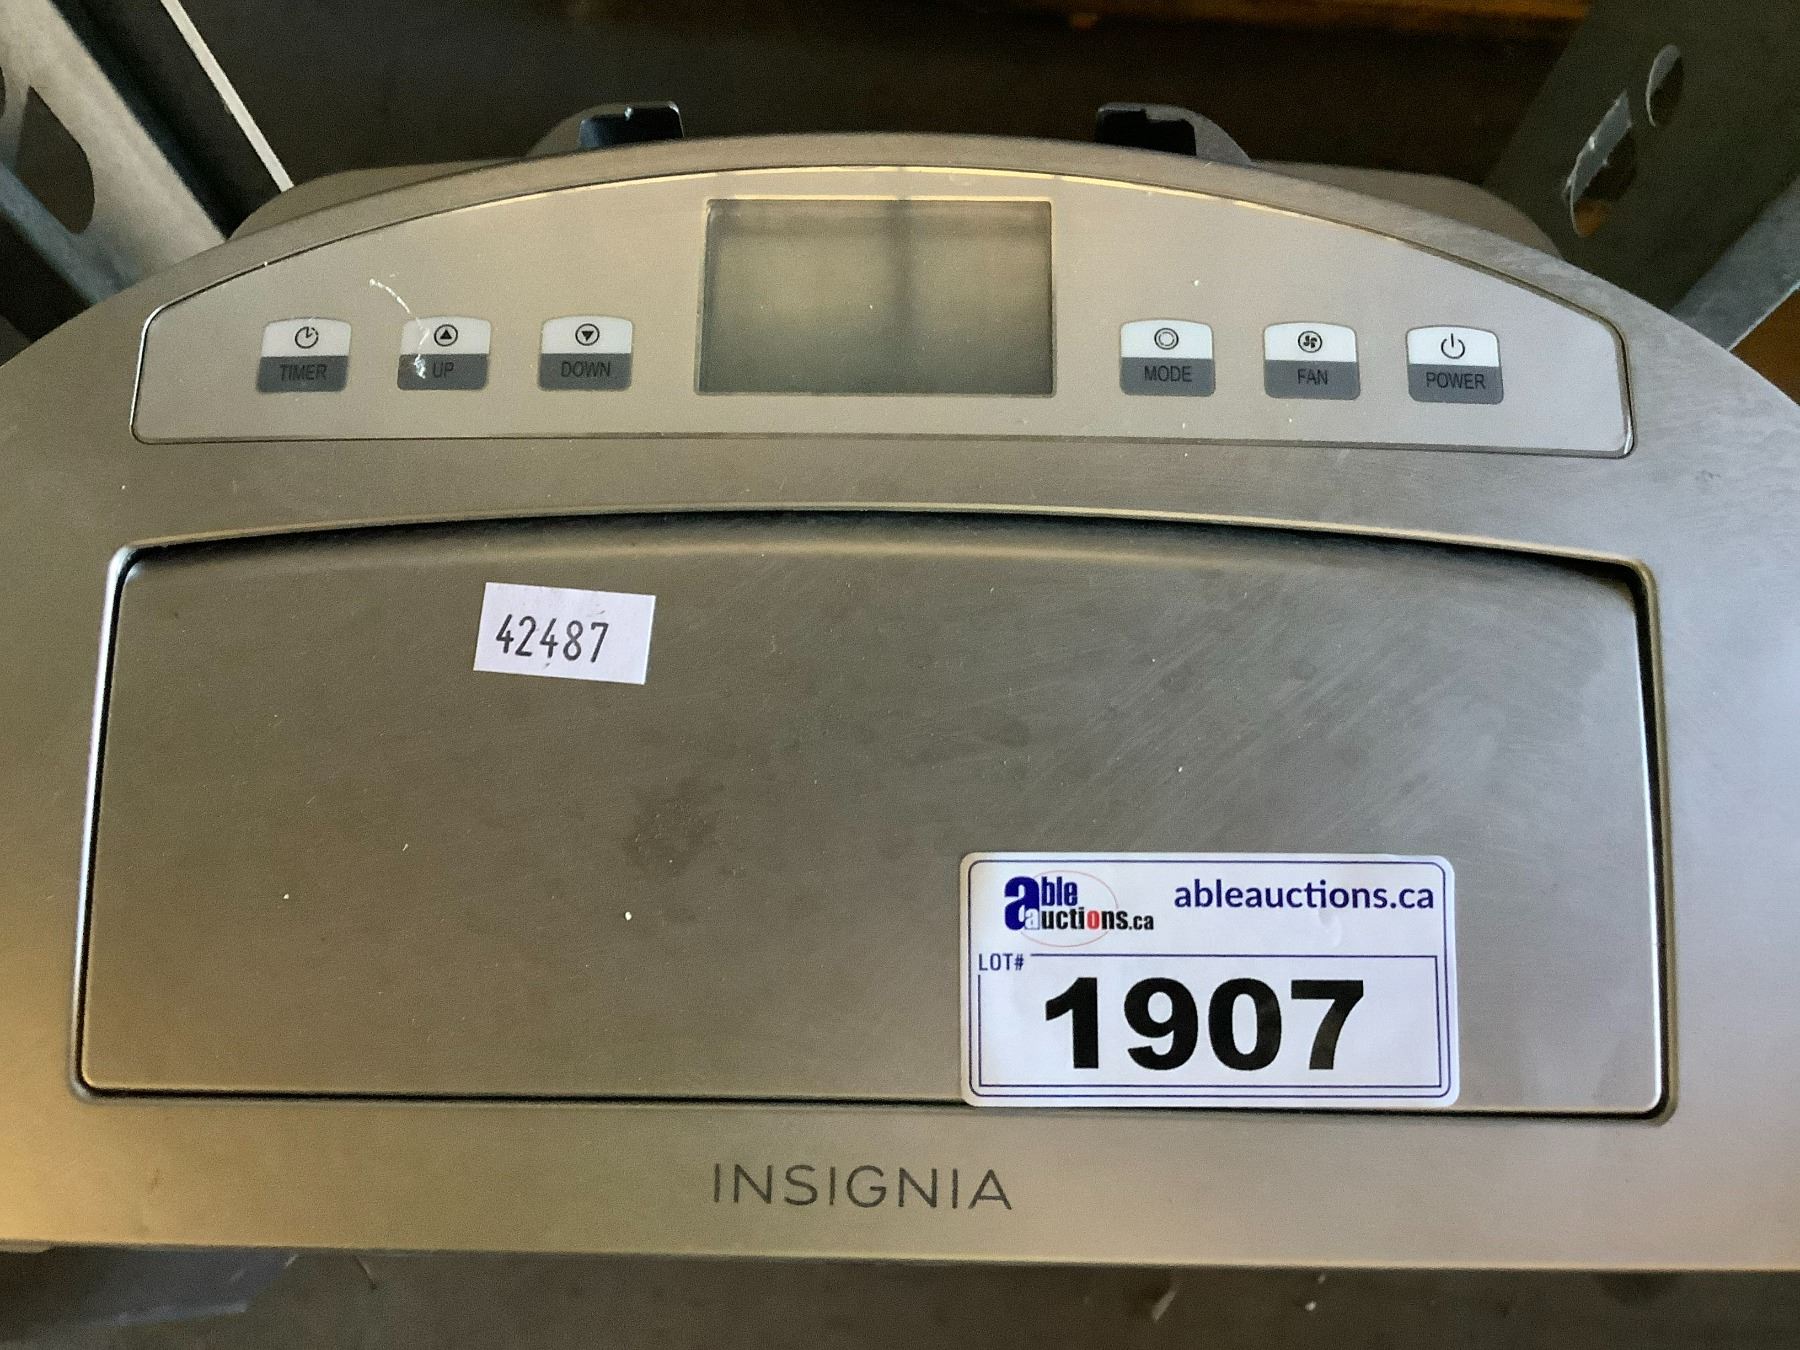 TIMER
UP
DOWN
MODE
FAN
POWER
42487
able auctions.ca
ableauctions.ca
LOT#
1907
INSIGNIA